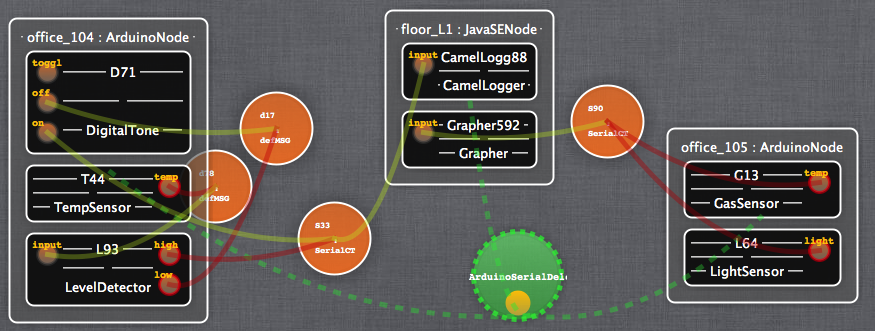 office_104 : ArduinoNode
toggl
D71
off
on
DigitalTone
T44
temp
TempSensor
input
L93
high
low
LevelDetector
d17
defMSG
d78
defMSG
S33
SerialCT
floor_L1 : JavaSENode
input
CamelLogg88
CamelLogger
input
Grapher592
Grapher
S90
SerialCT
office_105 : ArduinoNode
G13
temp
GasSensor
L64
light
LightSensor
ArduinoSerialDel